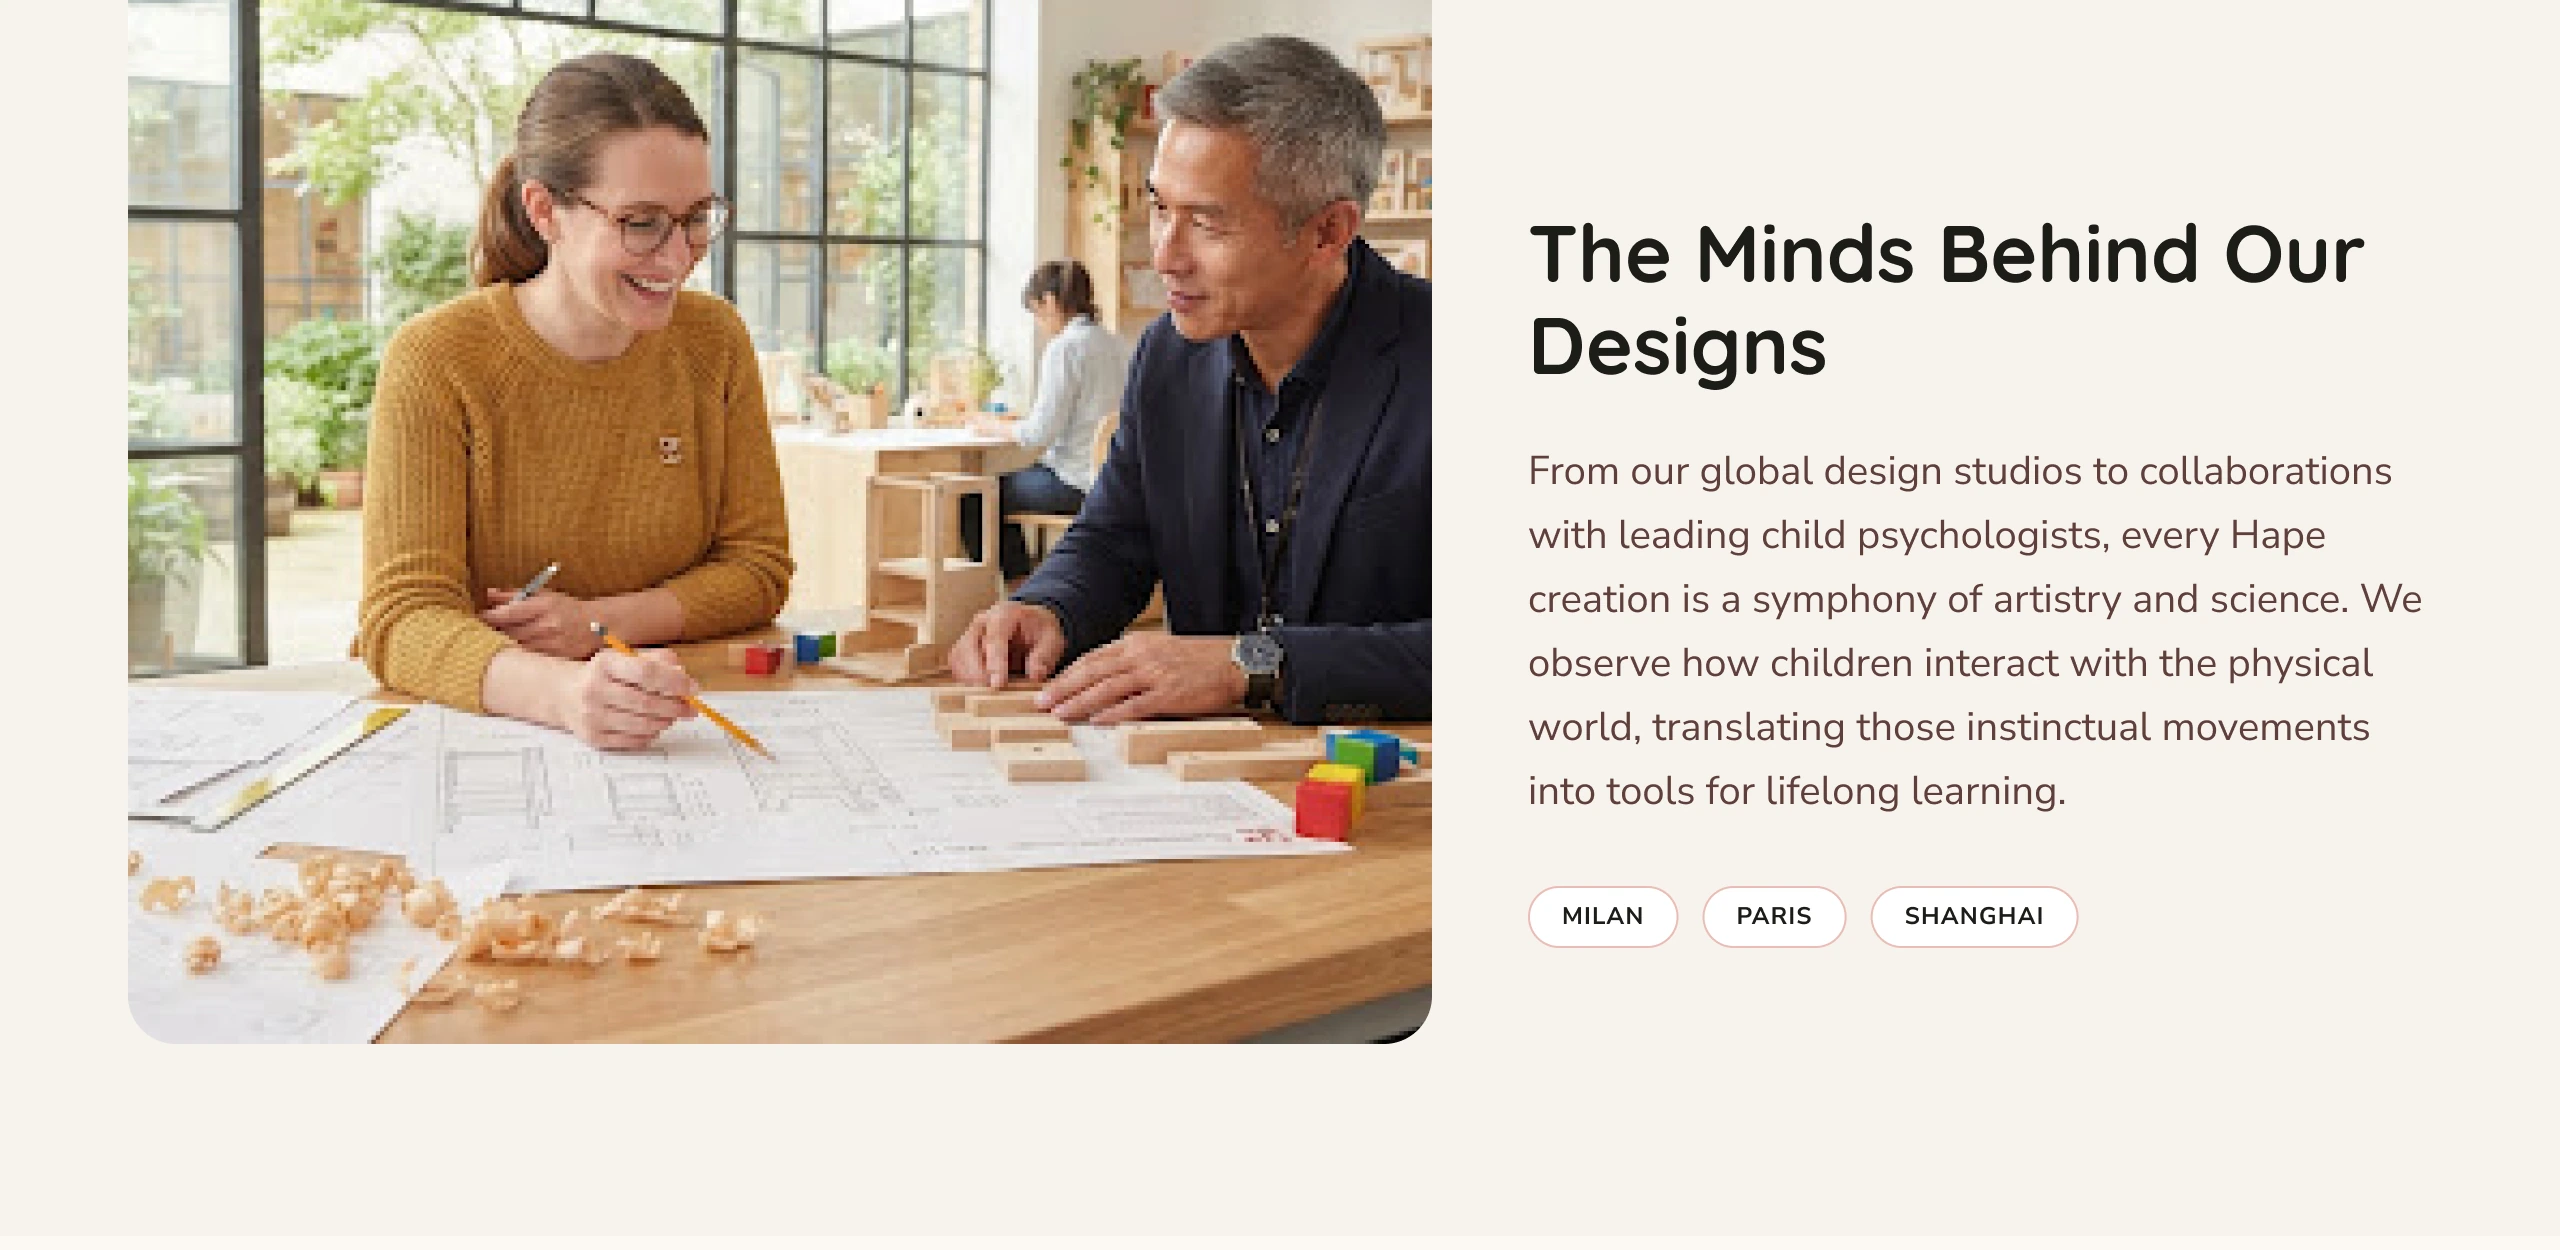 The Minds Behind Our
Designs
From our global design studios to collaborations
with leading child psychologists, every Hape
creation is a symphony of artistry and science. We
observe how children interact with the physical
world, translating those instinctual movements
into tools for lifelong learning.
MILAN
PARIS
SHANGHAI